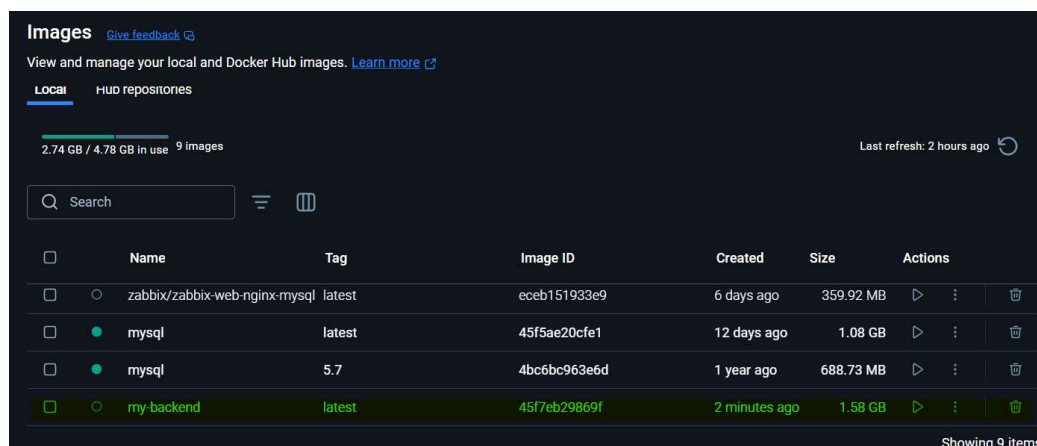 Images Give feedback
View and manage your local and Docker Hub images. Learn more
Local Hub repositories
2.74 GB / 4.78 GB in use 9 images Last refresh: 2 hours ago
Search
Name Tag Image ID Created Size Actions
zabbix/zabbix-web-nginx-mysql latest eceb151933e9 6 days ago 359.92 MB
mysql latest 45f5ae20cfe1 12 days ago 1.08 GB
mysql 5.7 4bc6bc963e6d 1 year ago 688.73 MB
my-backend latest 45f7eb29869f 2 minutes ago 1.58 GB
Showing 9 items